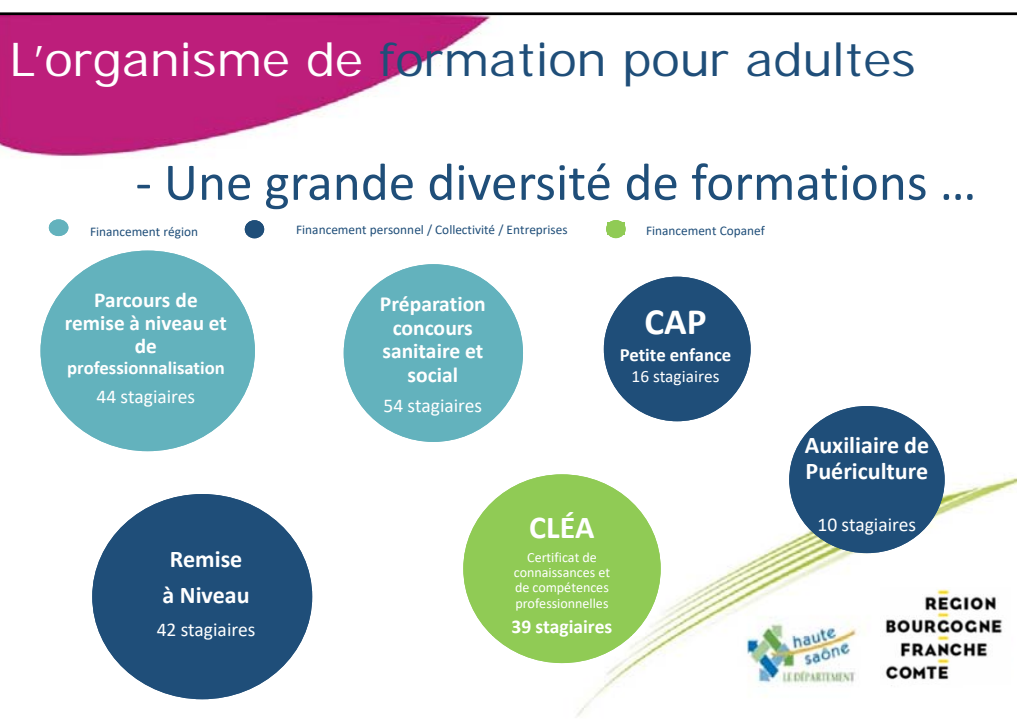 L'organisme de formation pour adultes
- Une grande diversité de formations ...
Financement région
Financement personnel / Collectivité / Entreprises
Financement Copanef
Parcours de
remise à niveau et
de
professionnalisation
44 stagiaires
Préparation
concours
sanitaire et
social
54 stagiaires
CAP
Petite enfance
16 stagiaires
Auxiliaire de
Puériculture
10 stagiaires
Remise
à Niveau
42 stagiaires
CLÉA
Certificat de
connaissances et
de compétences
professionnelles
39 stagiaires
haute
saône
LE DÉPARTEMENT
REGION
BOURGOGNE
FRANCHE
COMTE